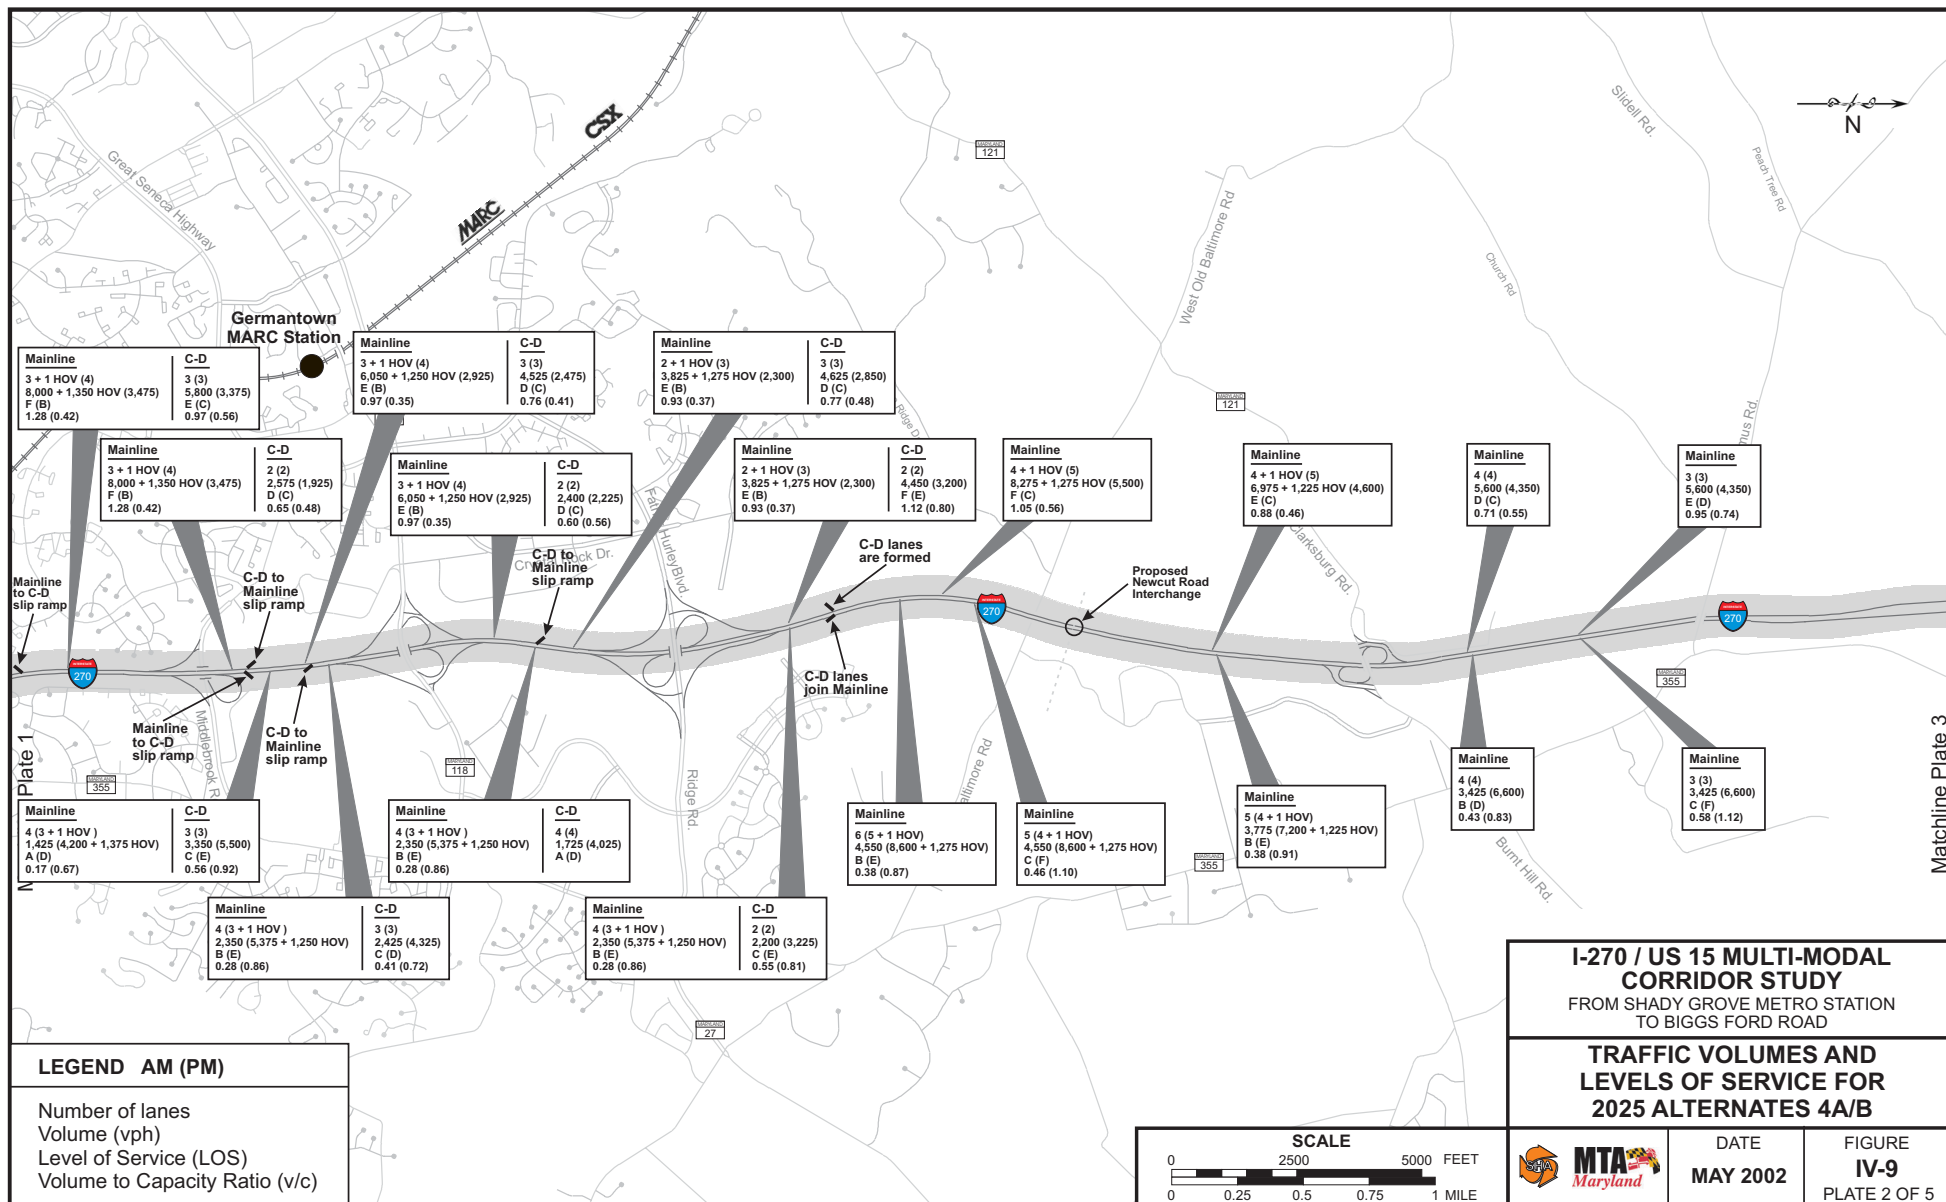 MARYLAND
121
Slidell Rd.
Peach Tree Rd
N
CSX
MARC
Great Seneca Highway
West Old Baltimore Rd
Church Rd
Germantown
MARC Station
Mainline
3 + 1 HOV (4)
8,000 + 1,350 HOV (3,475)
F (B)
1.28 (0.42)
C-D
3 (3)
5,800 (3,375)
E (C)
0.97 (0.56)
Mainline
3 + 1 HOV (4)
6,050 + 1,250 HOV (2,925)
E (B)
0.97 (0.35)
C-D
3 (3)
4,525 (2,475)
D (C)
0.76 (0.41)
Mainline
2 + 1 HOV (3)
3,825 + 1,275 HOV (2,300)
E (B)
0.93 (0.37)
C-D
3 (3)
4,625 (2,850)
D (C)
0.77 (0.48)
Ridge D
MARYLAND
121
mus Rd.
Mainline
3 + 1 HOV (4)
8,000 + 1,350 HOV (3,475)
F (B)
1.28 (0.42)
C-D
2 (2)
2,575 (1,925)
D (C)
0.65 (0.48)
Mainline
3 + 1 HOV (4)
6,050 + 1,250 HOV (2,925)
E (B)
0.97 (0.35)
C-D
2 (2)
2,400 (2,225)
D (C)
0.60 (0.56)
Mainline
2 + 1 HOV (3)
3,825 + 1,275 HOV (2,300)
E (B)
0.93 (0.37)
C-D
2 (2)
4,450 (3,200)
F (E)
1.12 (0.80)
Mainline
4 + 1 HOV (5)
8,275 + 1,275 HOV (5,500)
F (C)
1.05 (0.56)
Mainline
4 + 1 HOV (5)
6,975 + 1,225 HOV (4,600)
E (C)
0.88 (0.46)
Mainline
4 (4)
5,600 (4,350)
D (C)
0.71 (0.55)
Mainline
3 (3)
5,600 (4,350)
E (D)
0.95 (0.74)
Hurley Blvd.
Clarksburg Rd.
Dr.
Mainline
to C-D
slip ramp
C-D to
Mainline
slip ramp
C-D to
Mainline
slip ramp
C-D lanes
are formed
Proposed
Newcut Road
Interchange
270
270
270
Mainline
to C-D
slip ramp
C-D to
Mainline
slip ramp
C-D lanes
join Mainline
Middlebrook R
MARYLAND
118
MARYLAND
355
Plate 1
Ridge Rd.
altimore Rd
MARYLAND
355
MARYLAND
355
Burnt Hill Rd.
Matchline Plate 3
Mainline
4 (3 + 1 HOV )
1,425 (4,200 + 1,375 HOV)
A (D)
0.17 (0.67)
C-D
3 (3)
3,350 (5,500)
C (E)
0.56 (0.92)
Mainline
4 (3 + 1 HOV )
2,350 (5,375 + 1,250 HOV)
B (E)
0.28 (0.86)
C-D
4 (4)
1,725 (4,025)
A (D)
Mainline
6 (5 + 1 HOV)
4,550 (8,600 + 1,275 HOV)
B (E)
0.38 (0.87)
Mainline
5 (4 + 1 HOV)
4,550 (8,600 + 1,275 HOV)
C (F)
0.46 (1.10)
Mainline
5 (4 + 1 HOV)
3,775 (7,200 + 1,225 HOV)
B (E)
0.38 (0.91)
Mainline
4 (4)
3,425 (6,600)
B (D)
0.43 (0.83)
Mainline
3 (3)
3,425 (6,600)
C (F)
0.58 (1.12)
Mainline
4 (3 + 1 HOV )
2,350 (5,375 + 1,250 HOV)
B (E)
0.28 (0.86)
C-D
3 (3)
2,425 (4,325)
C (D)
0.41 (0.72)
Mainline
4 (3 + 1 HOV )
2,350 (5,375 + 1,250 HOV)
B (E)
0.28 (0.86)
C-D
2 (2)
2,200 (3,225)
C (E)
0.55 (0.81)
MARYLAND
27
LEGEND AM (PM)
Number of lanes
Volume (vph)
Level of Service (LOS)
Volume to Capacity Ratio (v/c)
SCALE
0 2500 5000 FEET
0 0.25 0.5 0.75 1 MILE
I-270 / US 15 MULTI-MODAL
CORRIDOR STUDY
FROM SHADY GROVE METRO STATION
TO BIGGS FORD ROAD
TRAFFIC VOLUMES AND
LEVELS OF SERVICE FOR
2025 ALTERNATES 4A/B
SHA
MTA
Maryland
DATE
MAY 2002
FIGURE
IV-9
PLATE 2 OF 5